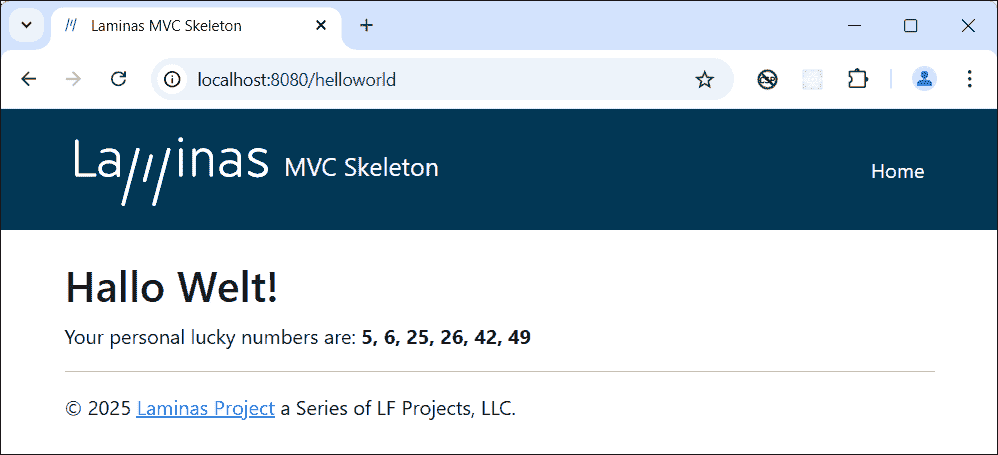 Laminas MVC Skeleton
localhost:8080/helloworld
CSP
Laminas MVC Skeleton
Home
Hallo Welt!
Your personal lucky numbers are: 5, 6, 25, 26, 42, 49
© 2025 Laminas Project a Series of LF Projects, LLC.